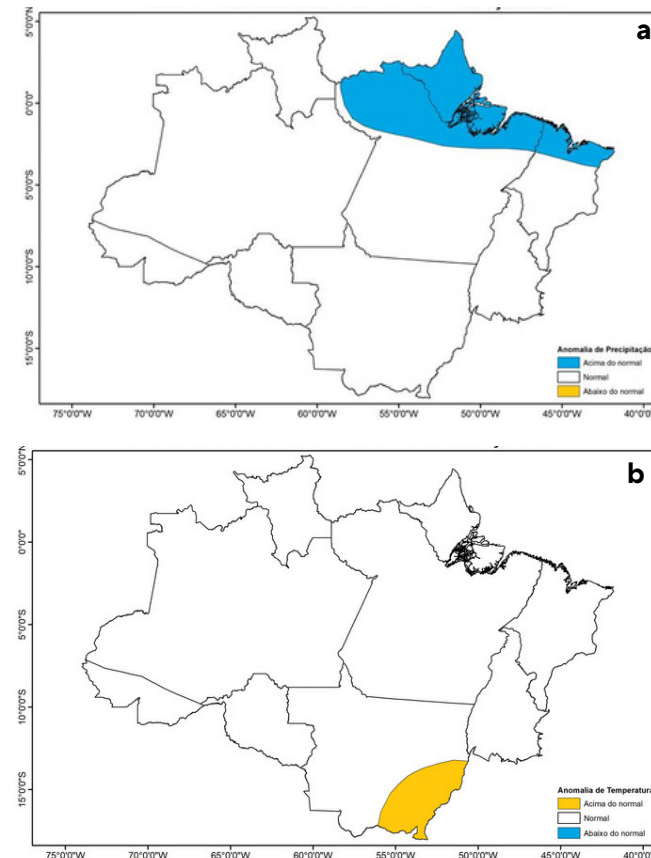 a
5°0'0"N
0°0'0"
5°0'0"S
10°0'0"S
15°0'0"S
Anomalia de Precipitação
Acima do normal
Normal
Abaixo do normal
75°0'0"W 70°0'0"W 65°0'0"W 60°0'0"W 55°0'0"W 50°0'0"W 45°0'0"W
b
5°0'0"N
0°0'0"
5°0'0"S
10°0'0"S
15°0'0"S
Anomalia de Temperatura
Acima do normal
Normal
Abaixo do normal
75°0'0"W 70°0'0"W 65°0'0"W 60°0'0"W 55°0'0"W 50°0'0"W 45°0'0"W